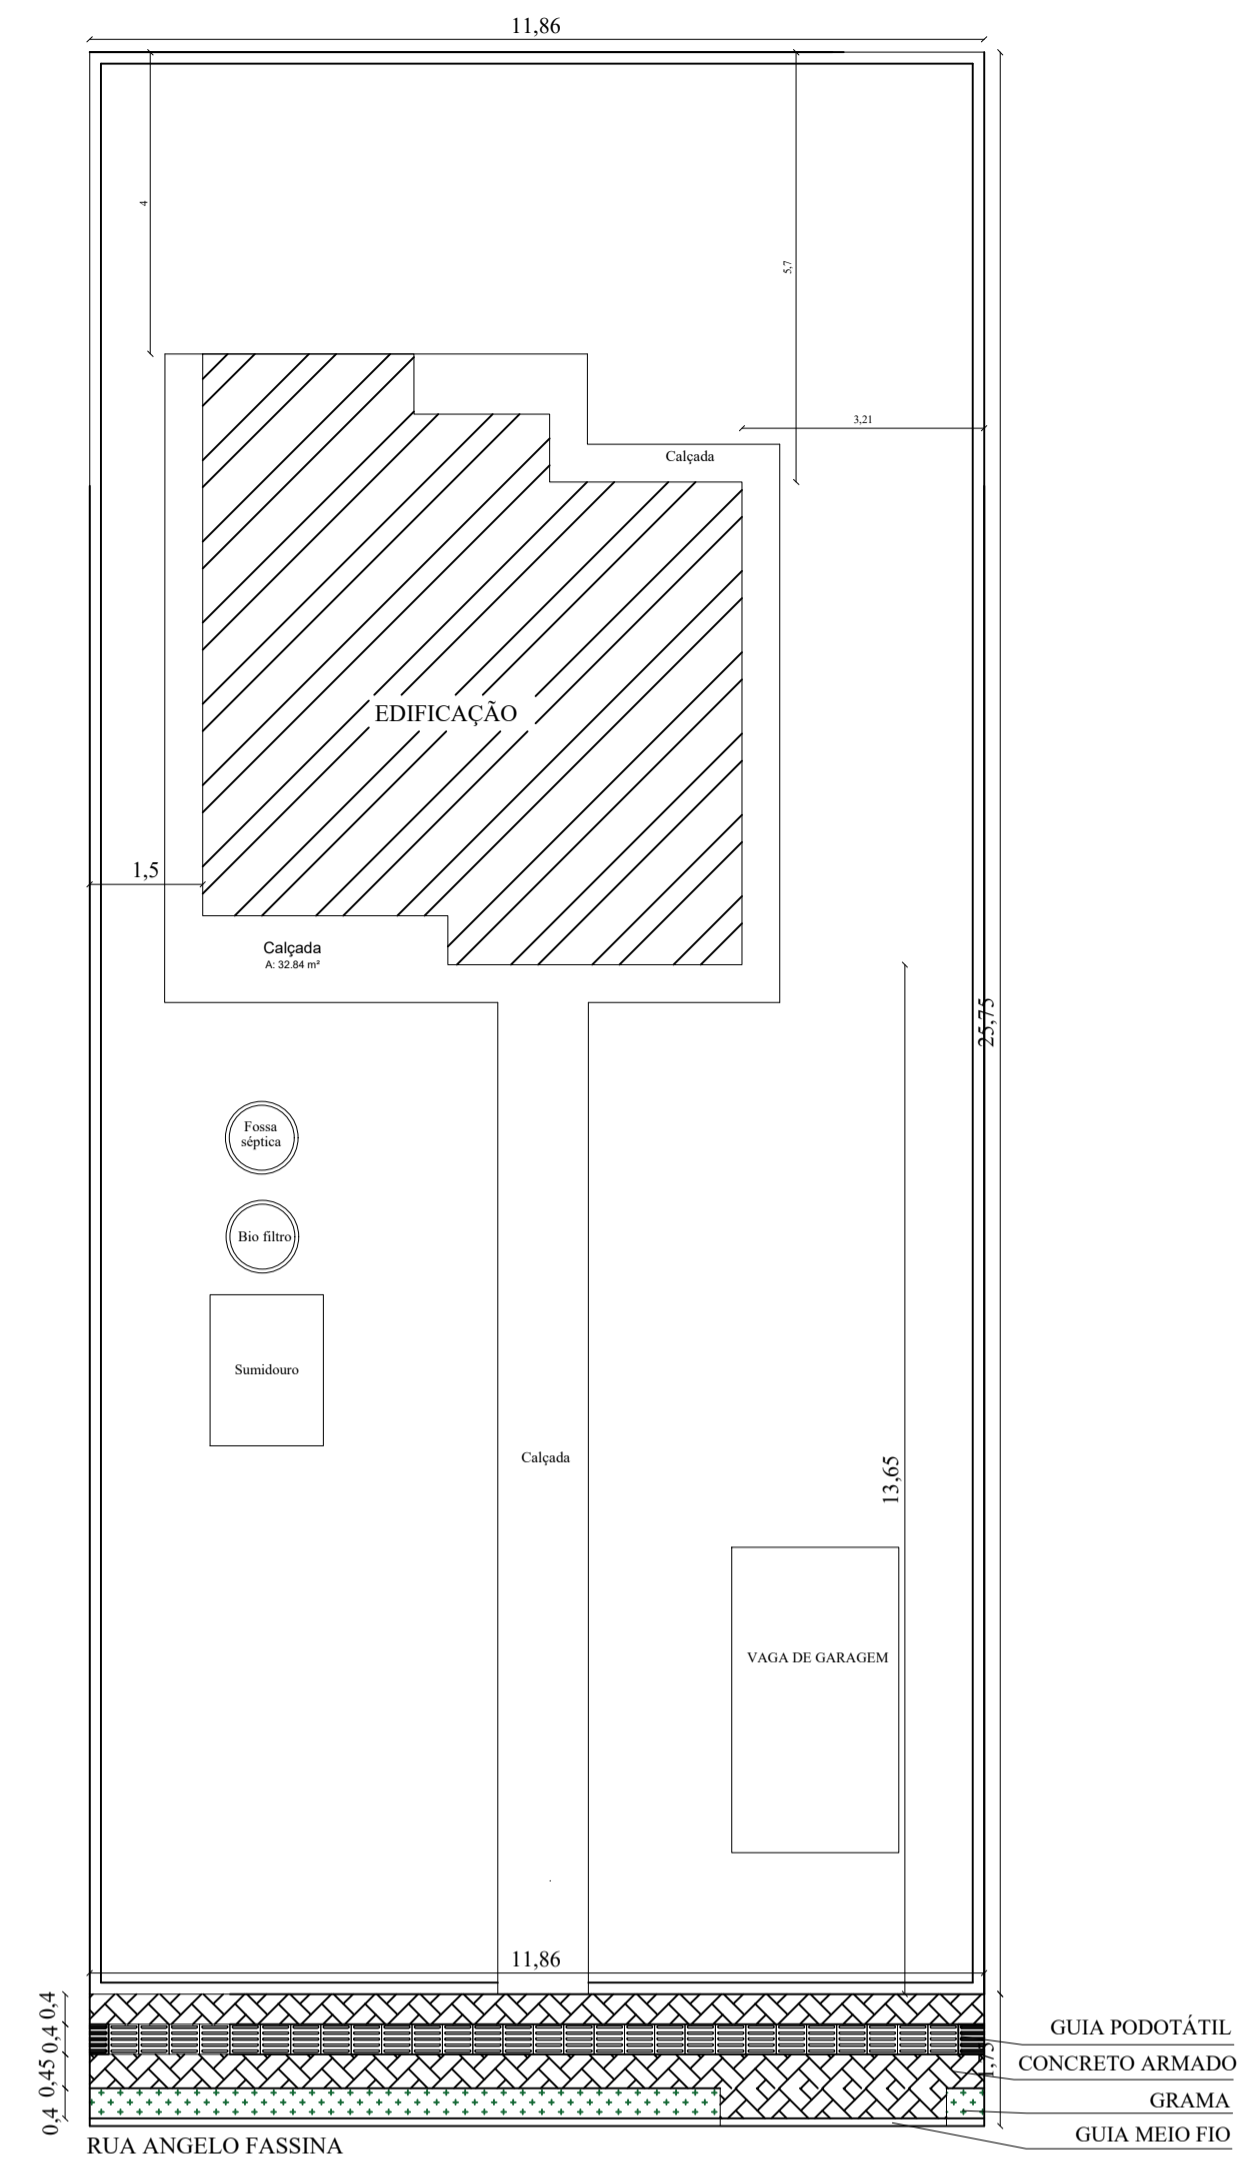 11,86
4
5,7
3,21
Calçada
EDIFICAÇÃO
1,5
Calçada
A: 32.84 m²
25,75
Fossa
séptica
Bio filtro
Sumidouro
Calçada
13,65
VAGA DE GARAGEM
11,86
0,4
0,4
0,45
0,4
1,75
GUIA PODOTÁTIL
CONCRETO ARMADO
GRAMA
GUIA MEIO FIO
RUA ANGELO FASSINA